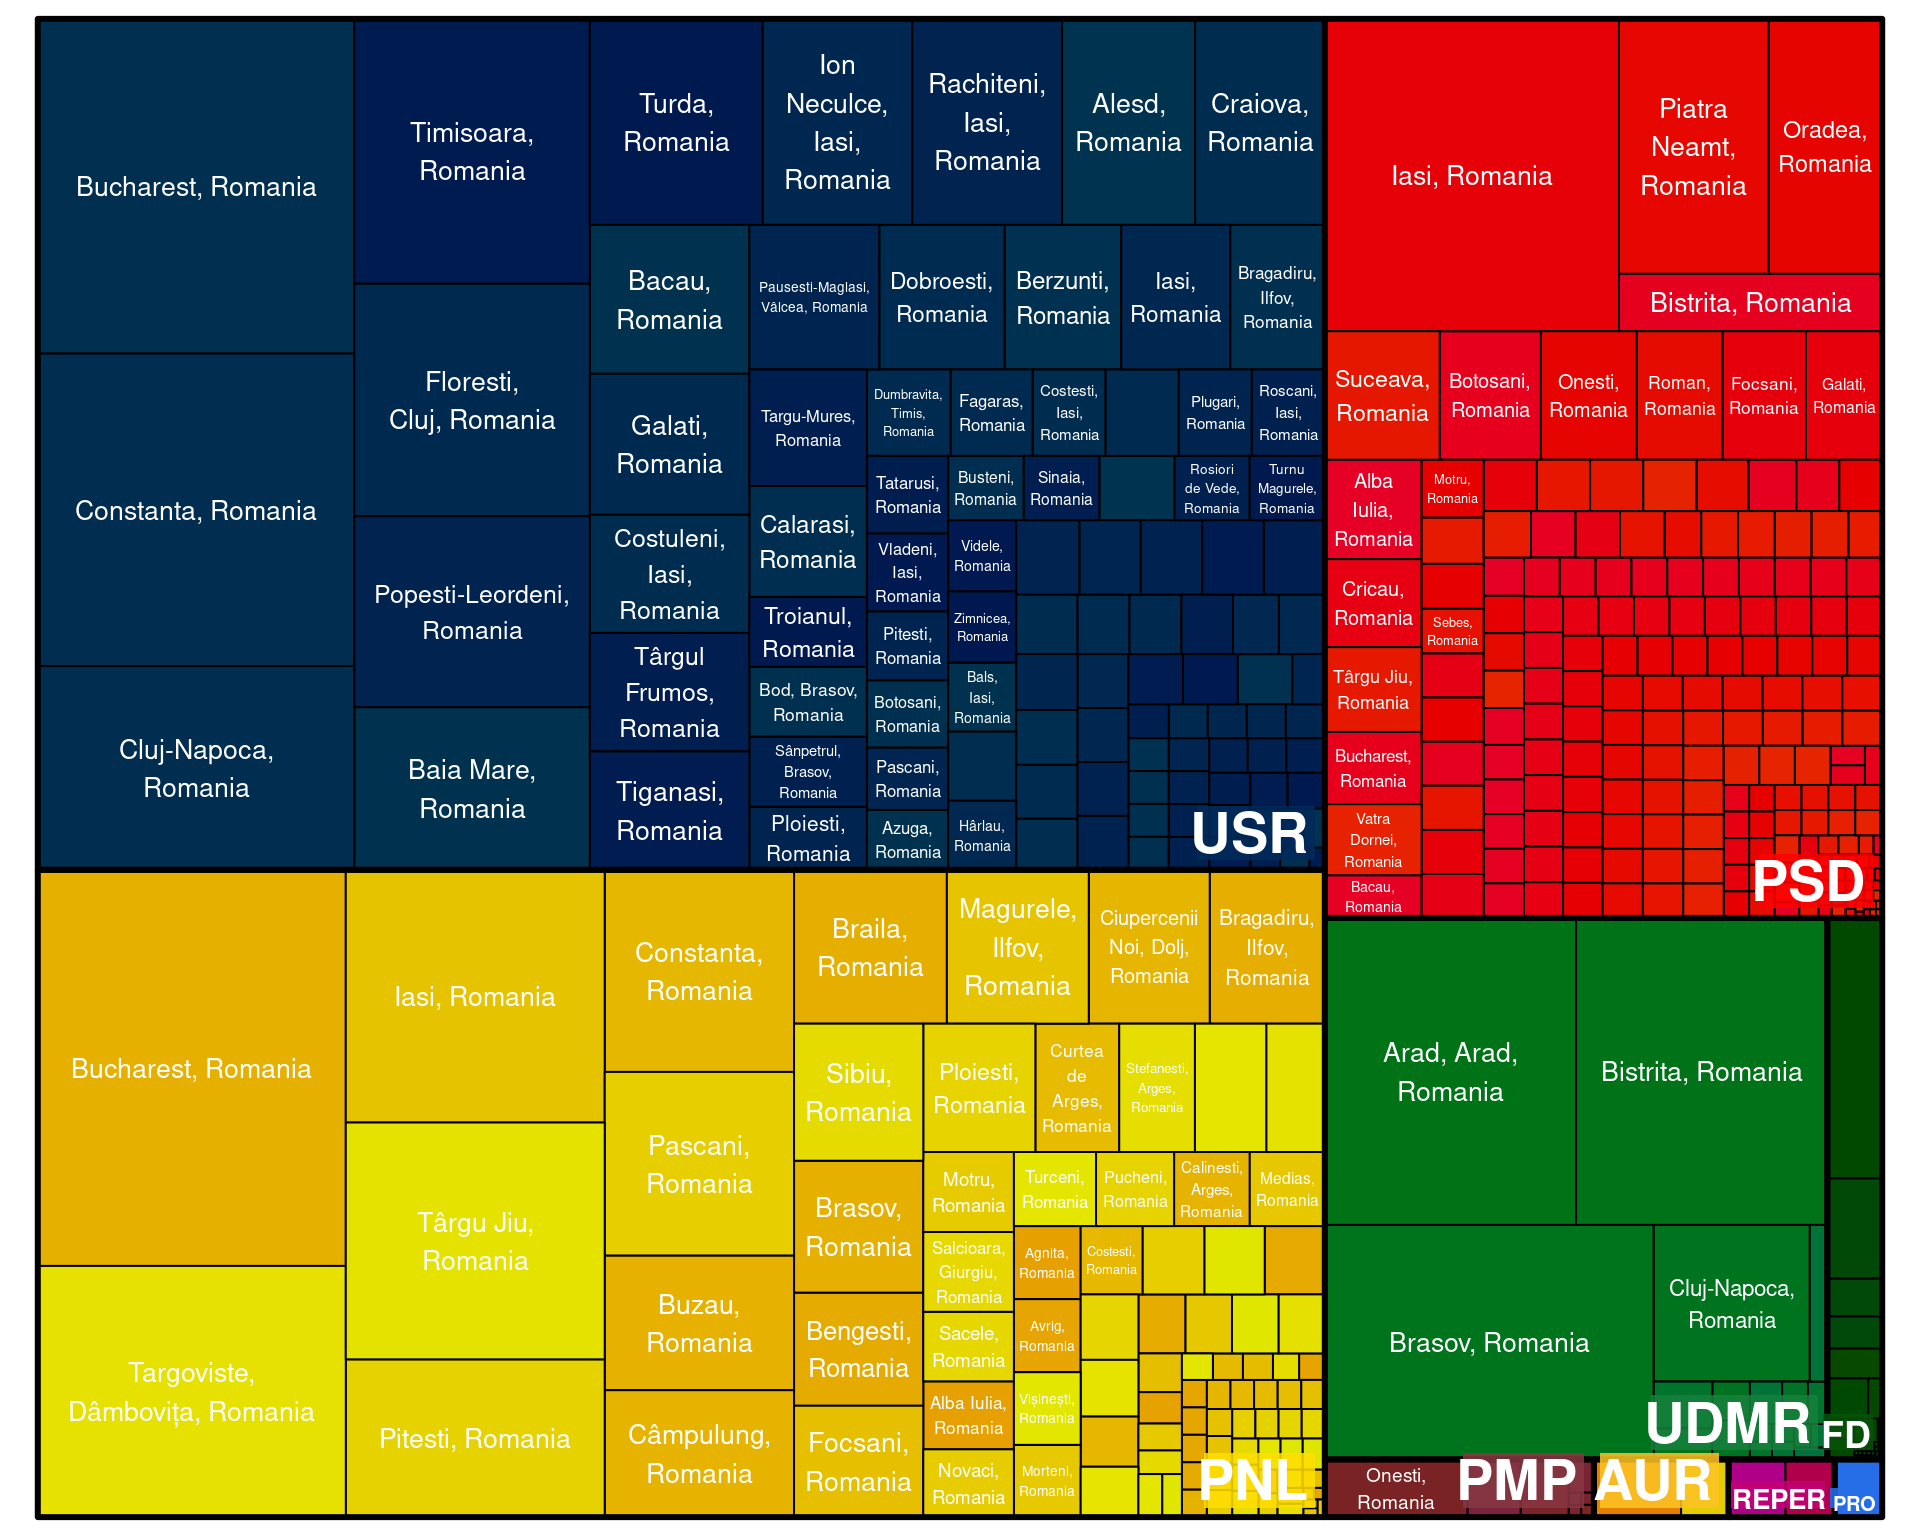 Bucharest, Romania
Constanta, Romania
Cluj-Napoca,
Romania
Timisoara,
Romania
Floresti,
Cluj, Romania
Popesti-Leordeni,
Romania
Baia Mare,
Romania
Turda,
Romania
Ion
Neculce,
Iasi,
Romania
Rachiteni,
Iasi,
Romania
Alesd,
Romania
Craiova,
Romania
Bacau,
Romania
Galati,
Romania
Costuleni,
Iasi,
Romania
Târgul
Frumos,
Romania
Tiganasi,
Romania
Pausesti-Maglasi,
Vâlcea, Romania
Dobroesti,
Romania
Berzunti,
Romania
Iasi,
Romania
Bragadiru,
Ilfov,
Romania
Targu-Mures,
Romania
Calarasi,
Romania
Troianul,
Romania
Bod, Brasov,
Romania
Sânpetrul,
Brasov,
Romania
Ploiesti,
Romania
Dumbravita,
Timis,
Romania
Fagaras,
Romania
Costesti,
Iasi,
Romania
Plugari,
Romania
Roscani,
Iasi,
Romania
Tatarusi,
Romania
Vladeni,
Iasi,
Romania
Pitesti,
Romania
Botosani,
Romania
Pascani,
Romania
Azuga,
Romania
Busteni,
Romania
Sinaia,
Romania
Rosiori
de Vede,
Romania
Turnu
Magurele,
Romania
Videle,
Romania
Zimnicea,
Romania
Bals,
Iasi,
Romania
Hârlau,
Romania
USR
Iasi, Romania
Piatra
Neamt,
Romania
Oradea,
Romania
Bistrita, Romania
Suceava,
Romania
Botosani,
Romania
Onesti,
Romania
Roman,
Romania
Focsani,
Romania
Galati,
Romania
Alba
Iulia,
Romania
Cricau,
Romania
Târgu Jiu,
Romania
Bucharest,
Romania
Vatra
Dornei,
Romania
Bacau,
Romania
Motru,
Romania
Sebes,
Romania
PSD
Bucharest, Romania
Targoviste,
Dâmbovița, Romania
Iasi, Romania
Târgu Jiu,
Romania
Pitesti, Romania
Constanta,
Romania
Pascani,
Romania
Buzau,
Romania
Câmpulung,
Romania
Braila,
Romania
Magurele,
Ilfov,
Romania
Ciupercenii
Noi, Dolj,
Romania
Bragadiru,
Ilfov,
Romania
Sibiu,
Romania
Brasov,
Romania
Bengesti,
Romania
Focsani,
Romania
Ploiesti,
Romania
Curtea
de
Arges,
Romania
Stefanesti,
Arges,
Romania
Motru,
Romania
Salcioara,
Giurgiu,
Romania
Sacele,
Romania
Alba Iulia,
Romania
Novaci,
Romania
Turceni,
Romania
Pucheni,
Romania
Calinesti,
Arges,
Romania
Medias,
Romania
Agnita,
Romania
Avrig,
Romania
Vișinești,
Romania
Morteni,
Romania
Costesti,
Romania
PNL
Arad, Arad,
Romania
Bistrita, Romania
Brasov, Romania
Cluj-Napoca,
Romania
UDMR
FD
Onesti,
Romania
PMP
AUR
REPER
PRO